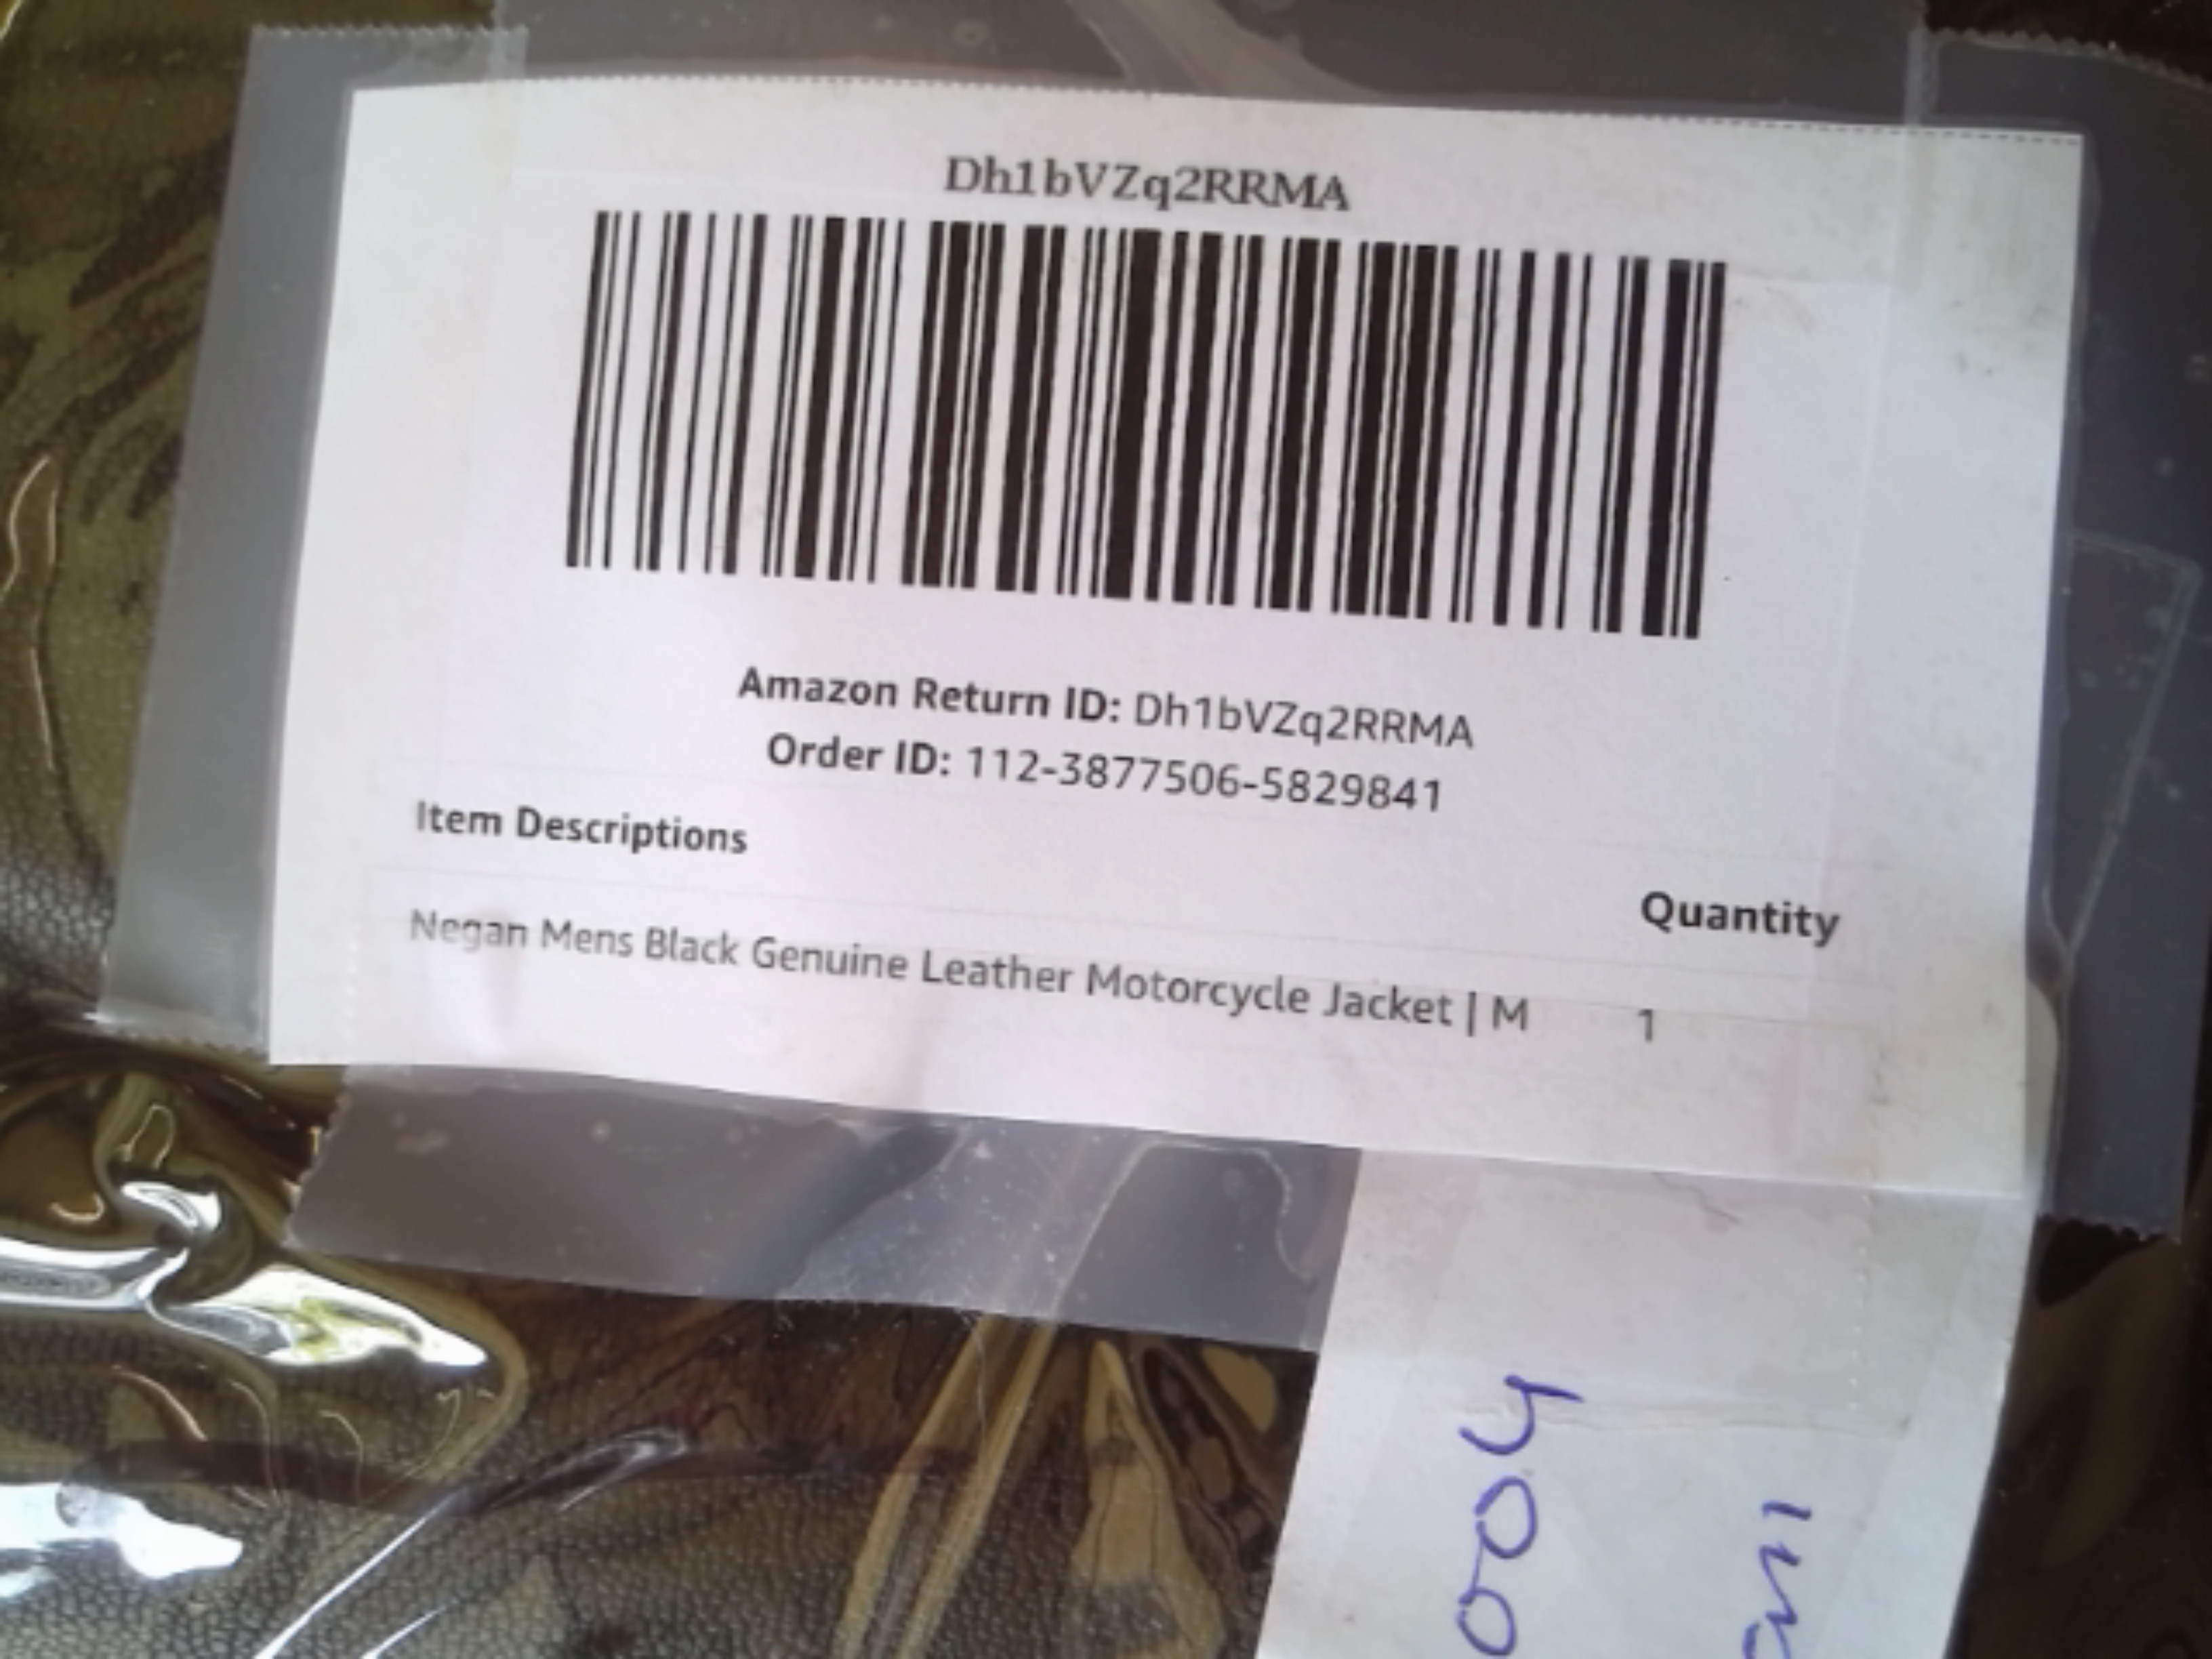 Dh1bVZq2RRMA
Amazon Return ID: Dh1bVZq2RRMA
Order ID: 112-3877506-5829841
Item Descriptions
Quantity
Negan Mens Black Genuine Leather Motorcycle Jacket | M 1
004